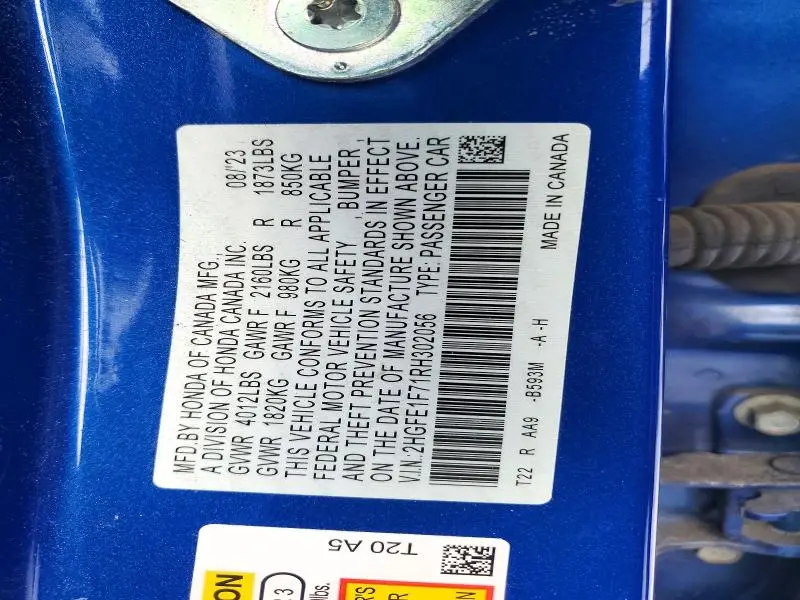 MFD.BY HONDA OF CANADA MFG.,
A DIVISION OF HONDA CANADA INC. 08/'23
GVWR 4012LBS GAWR F 2160LBS R 1873LBS
GWWR 1820KG GAWR F 980KG R 850KG
THIS VEHICLE CONFORMS TO ALL APPLICABLE
FEDERAL MOTOR VEHICLE SAFETY , BUMPER ,
AND THEFT PREVENTION STANDARDS IN EFFECT
ON THE DATE OF MANUFACTURE SHOWN ABOVE.
V.I.N.:2HGFE1F71RH302056 TYPE: PASSENGER CAR
T22 R AA9 -B593M -A -H
MADE IN CANADA
T20 A5